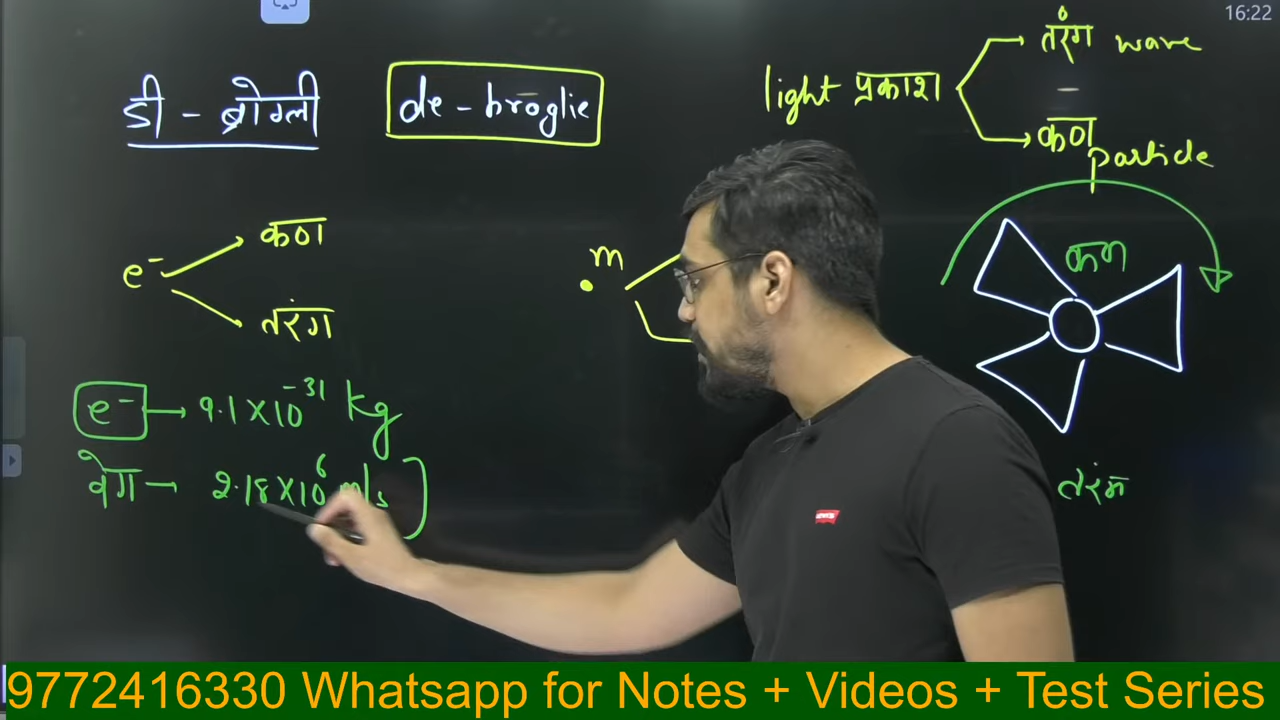 16:22
डी - ब्रोग्ली
de - broglie
light प्रकाश
तरंग wave
कण
particle
e⁻
कण
तरंग
m
कण
e⁻ → 9.1×10⁻³¹ kg
वेग → 2.18×10⁶ m/s
तरंग
9772416330 Whatsapp for Notes + Videos + Test Series